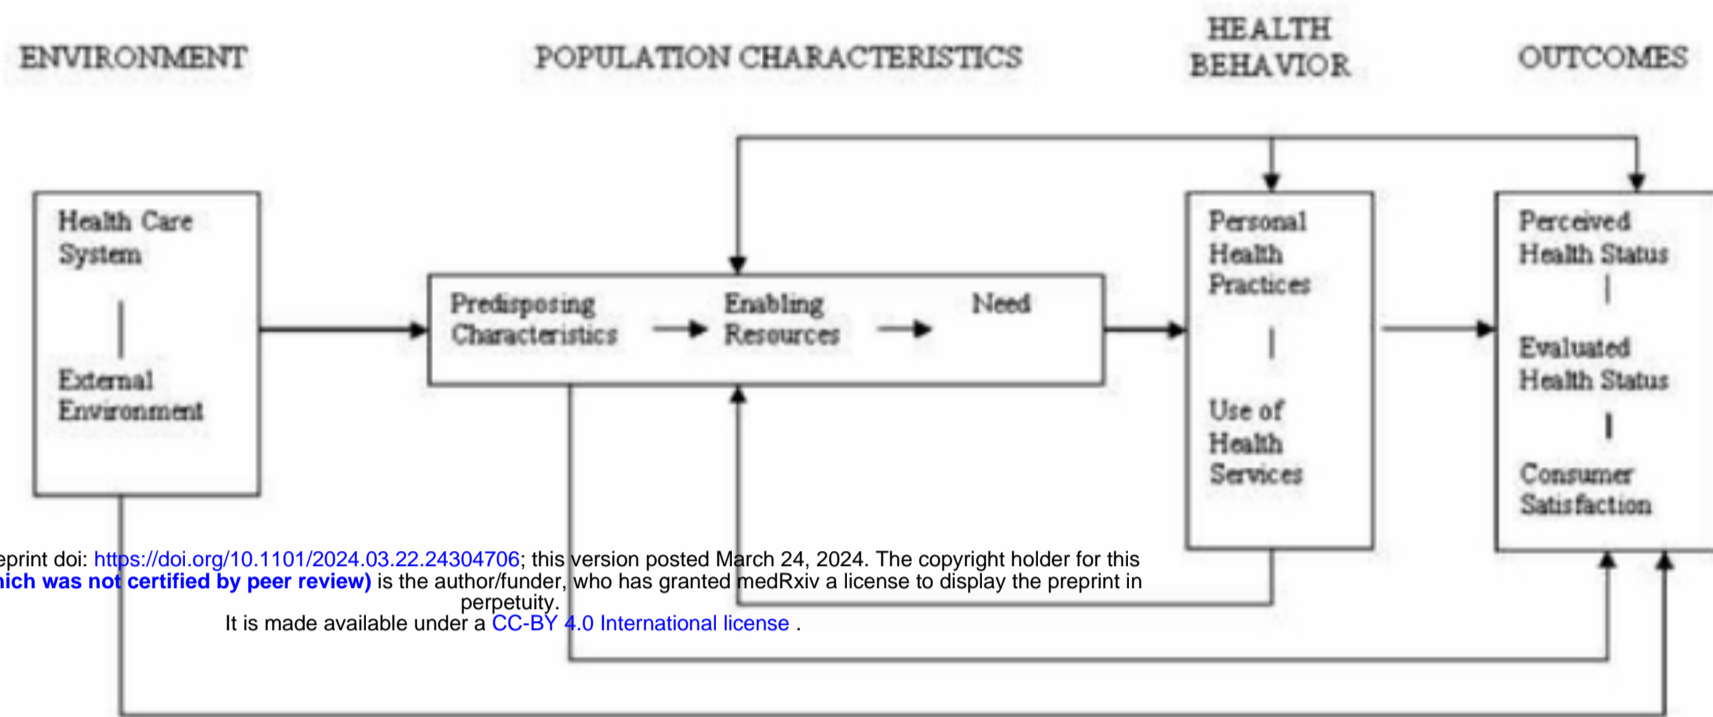 ENVIRONMENT
POPULATION CHARACTERISTICS
HEALTH
BEHAVIOR
OUTCOMES
Health Care
System
External
Environment
Predisposing
Characteristics
Enabling
Resources
Need
Personal
Health
Practices
Use of
Health
Services
Perceived
Health Status
Evaluated
Health Status
Consumer
Satisfaction
doi: https://doi.org/10.1101/2024.03.22.24304706; this version posted March 24, 2024. The copyright holder for this
was not certified by peer review) is the author/funder, who has granted medRxiv a license to display the preprint in
perpetuity.
It is made available under a CC-BY 4.0 International license .